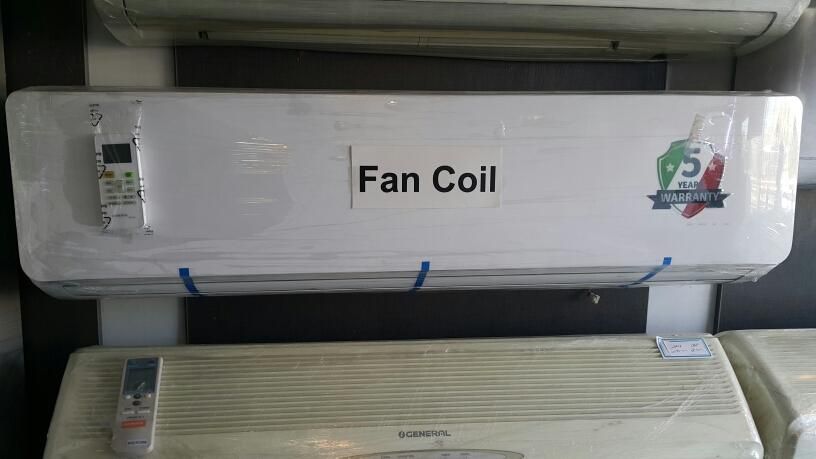 Fan Coil
5
YEAR
WARRANTY
GENERAL